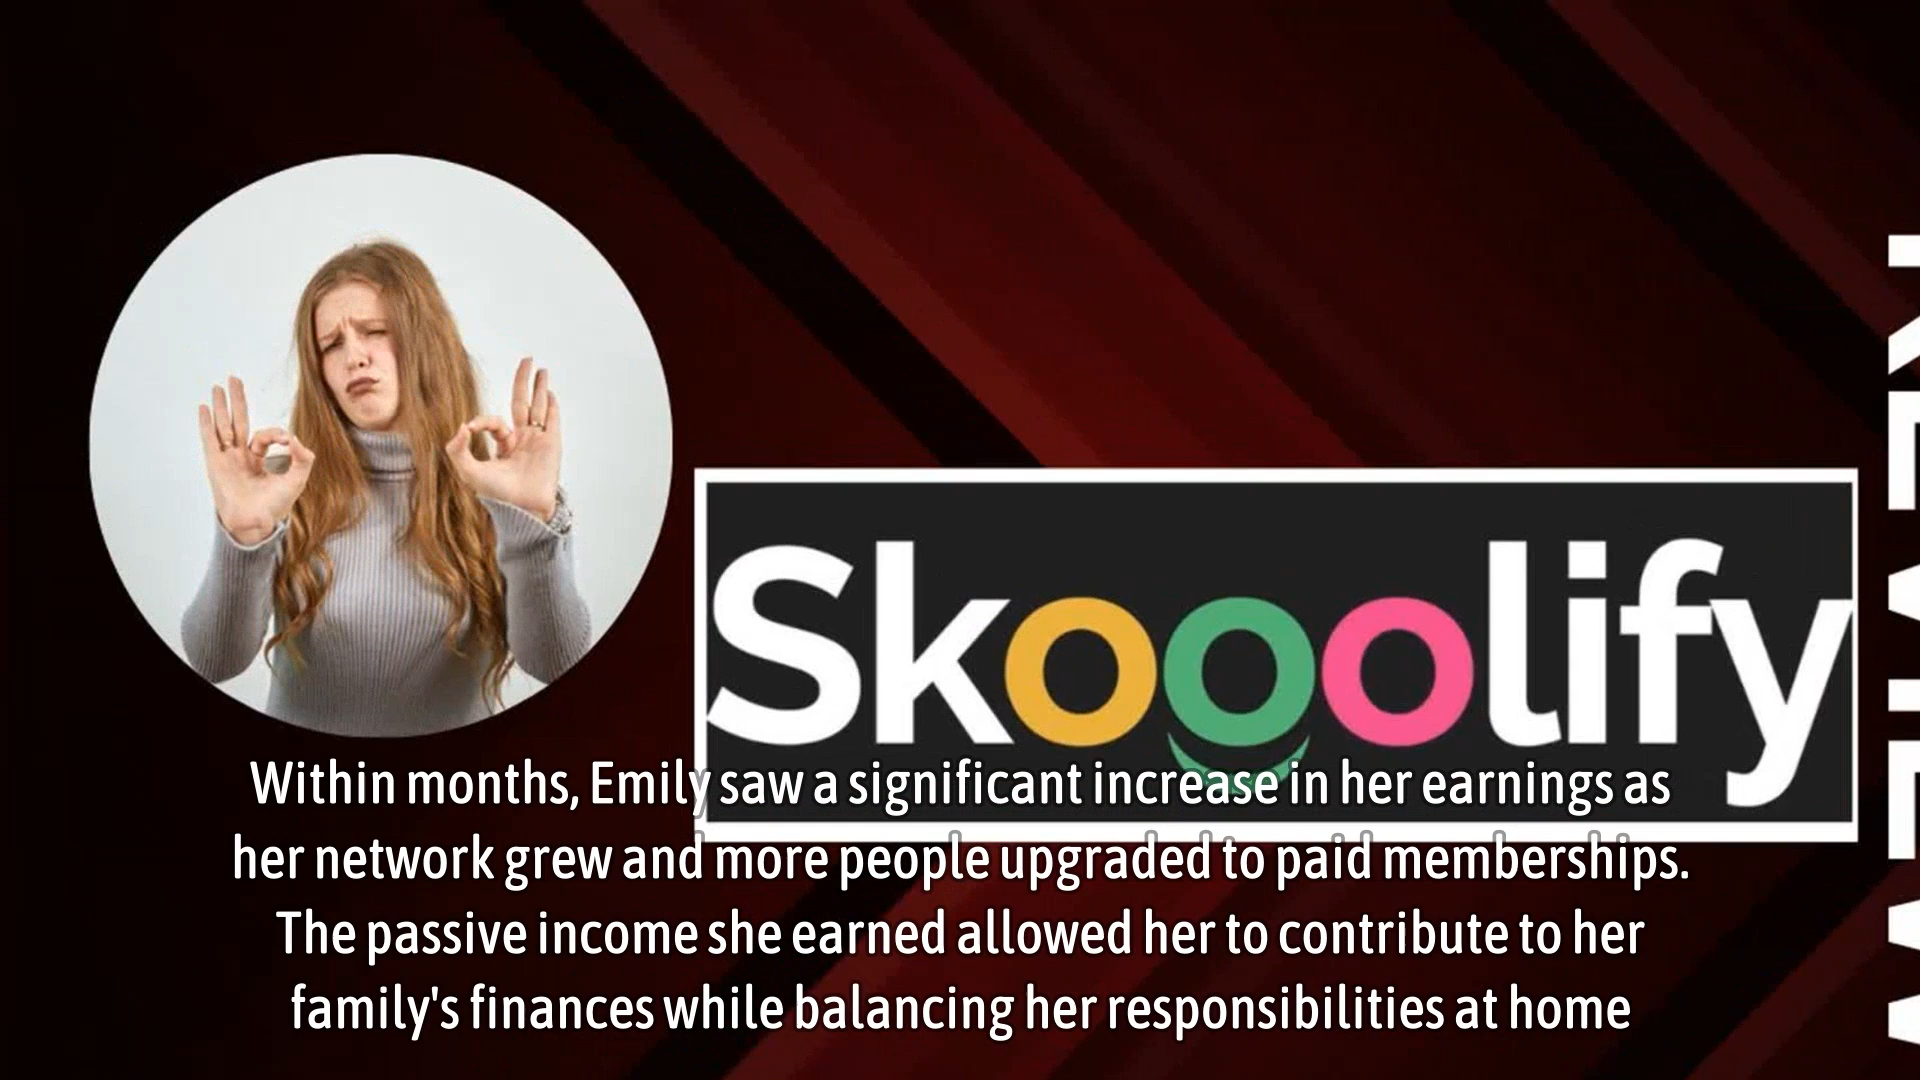 Skooolify
Within months, Emily saw a significant increase in her earnings as
her network grew and more people upgraded to paid memberships.
The passive income she earned allowed her to contribute to her
family's finances while balancing her responsibilities at home
REVIEW